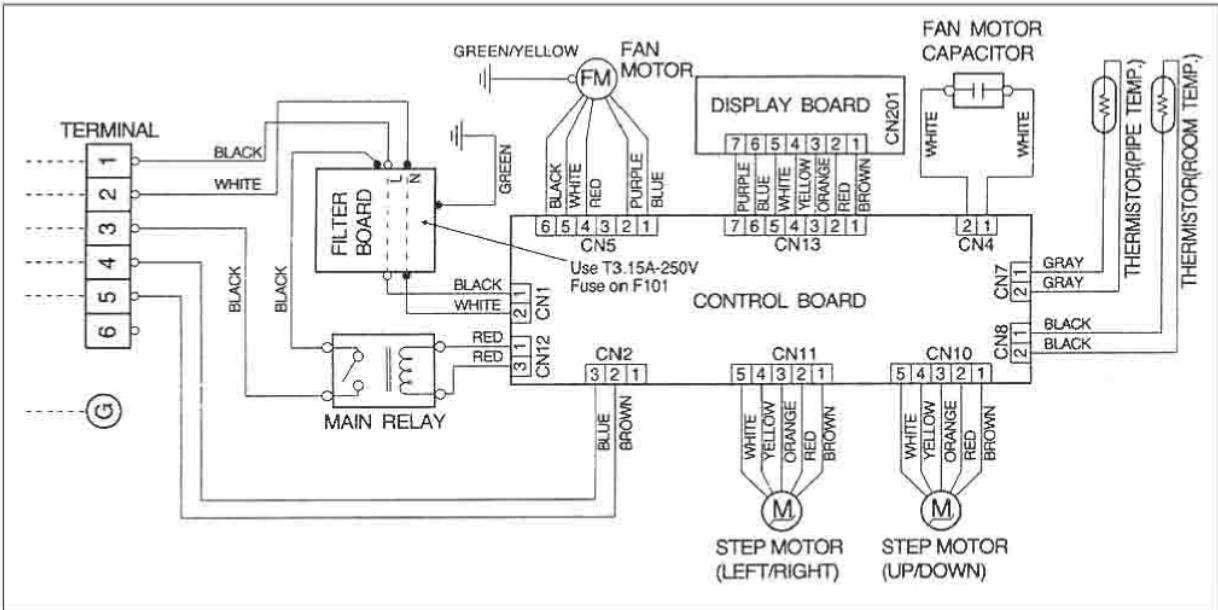 GREEN/YELLOW
FAN
MOTOR
FM
FAN MOTOR
CAPACITOR
DISPLAY BOARD
CN201
7 6 5 4 3 2 1
WHITE
WHITE
THERMISTOR(PIPE TEMP.)
THERMISTOR(ROOM TEMP.)
TERMINAL
1
2
3
4
5
6
G
BLACK
WHITE
L
N
FILTER
BOARD
GREEN
BLACK
WHITE
RED
PURPLE
BLUE
PURPLE
BLUE
WHITE
YELLOW
ORANGE
RED
BROWN
6 5 4 3 2 1
CN5
7 6 5 4 3 2 1
CN13
2 1
CN4
Use T3.15A-250V
Fuse on F101
CONTROL BOARD
BLACK
BLACK
BLACK
WHITE
1
2
CN1
RED
RED
1
3
CN12
GRAY
GRAY
1
2
CN7
BLACK
BLACK
1
2
CN8
MAIN RELAY
CN2
3 2 1
BLUE
BROWN
CN11
5 4 3 2 1
WHITE
YELLOW
ORANGE
RED
BROWN
M
STEP MOTOR
(LEFT/RIGHT)
CN10
5 4 3 2 1
WHITE
YELLOW
ORANGE
RED
BROWN
M
STEP MOTOR
(UP/DOWN)